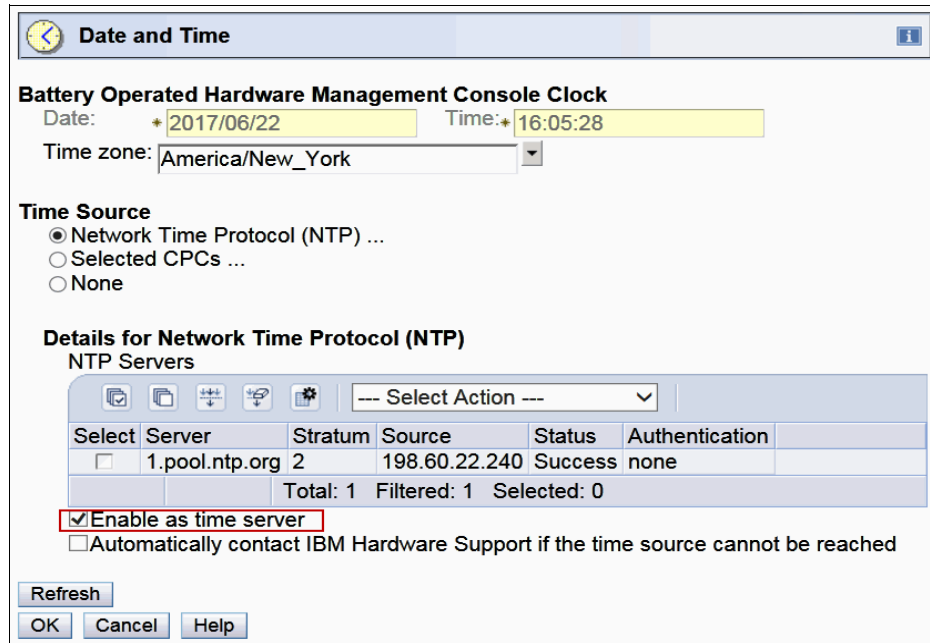 Date and Time
i
Battery Operated Hardware Management Console Clock
Date: * 2017/06/22 Time: * 16:05:28
Time zone: America/New_York
Time Source
Network Time Protocol (NTP) ...
Selected CPCs ...
None
Details for Network Time Protocol (NTP)
NTP Servers
--- Select Action ---
Select Server Stratum Source Status Authentication
1.pool.ntp.org 2 198.60.22.240 Success none
Total: 1 Filtered: 1 Selected: 0
Enable as time server
Automatically contact IBM Hardware Support if the time source cannot be reached
Refresh
OK Cancel Help